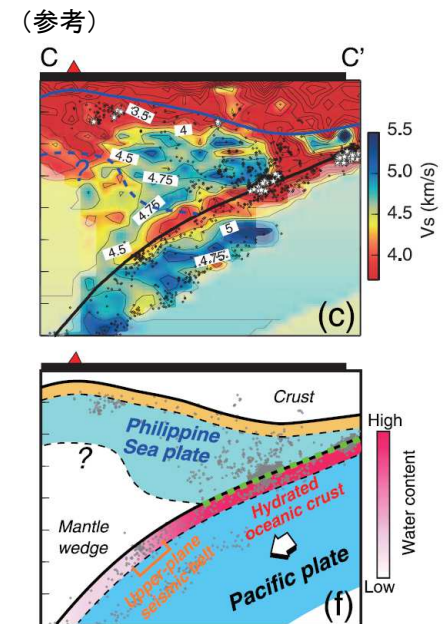 （参考）
C C'
3.5
4
4.5
?
4.75
4.75
4.5
5
4.75
5.5
5.0
4.5
4.0
Vs (km/s)
(c)
Crust
Philippine
Sea plate
?
Hydrated
oceanic crust
Mantle
wedge
Upper-plane
seismic belt
Pacific plate
(f)
High
Water content
Low